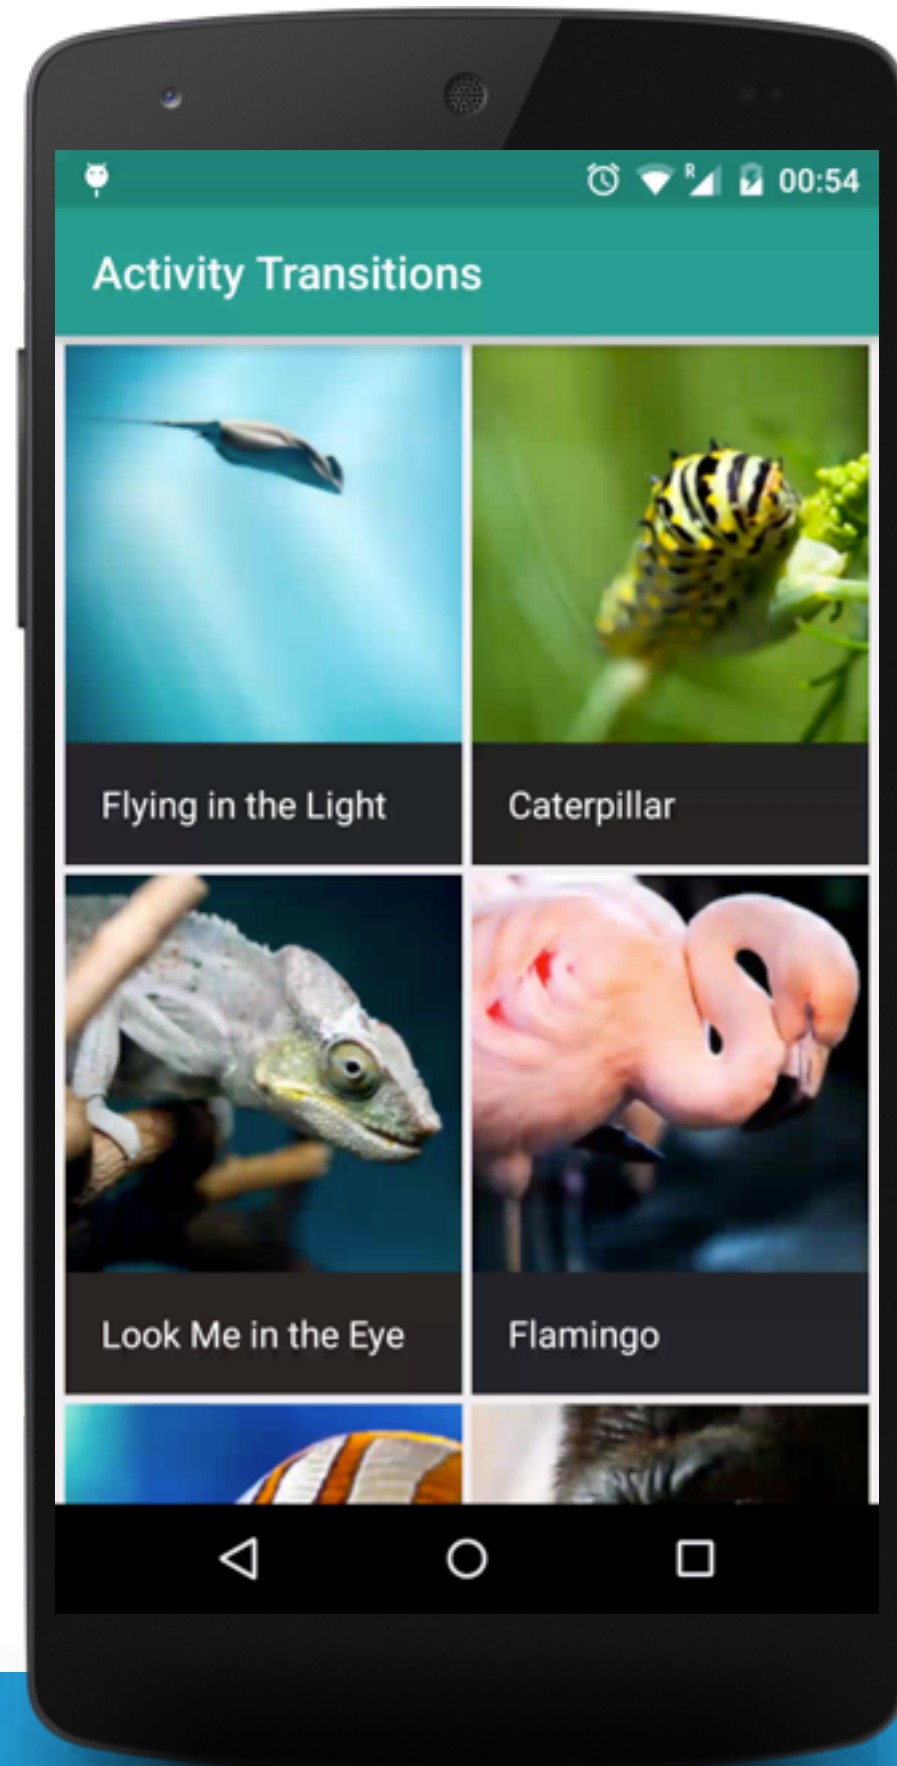 R
00:54
Activity Transitions
Flying in the Light
Caterpillar
Look Me in the Eye
Flamingo